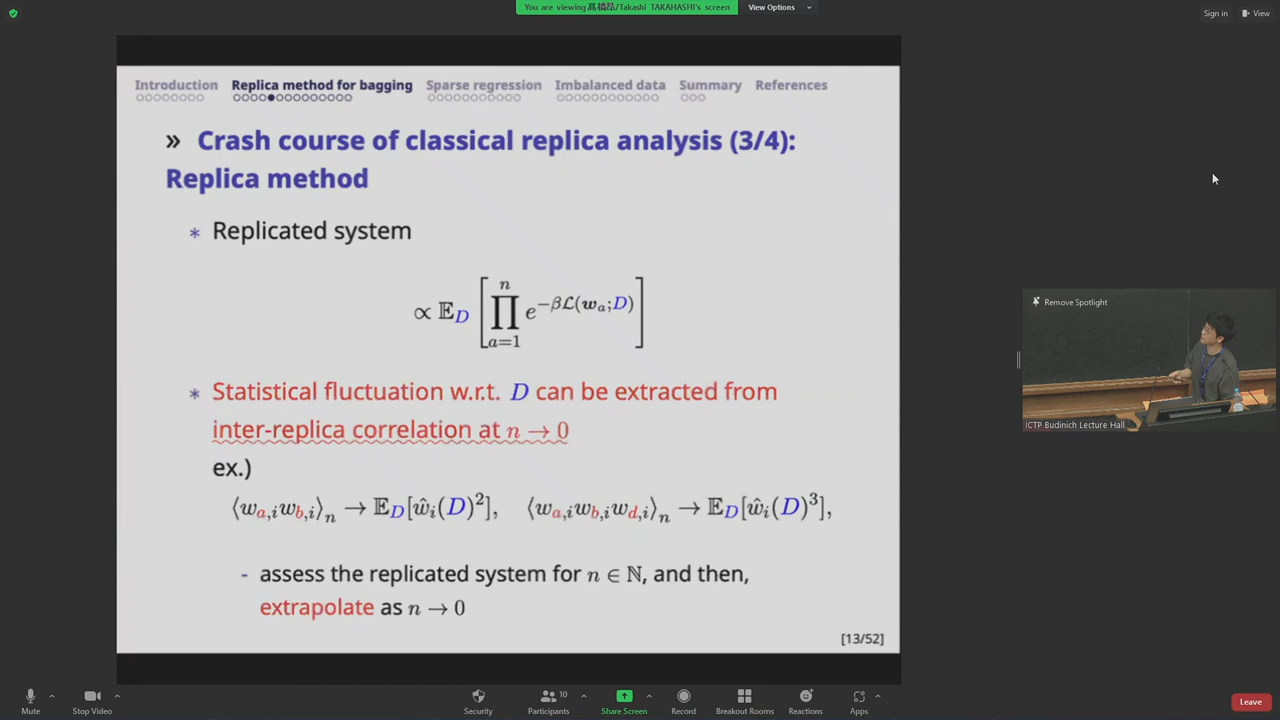 You are viewing 髙橋昂/Takashi TAKAHASHI's screen
View Options
Sign in
View
Introduction
Replica method for bagging
Sparse regression
Imbalanced data
Summary
References
» Crash course of classical replica analysis (3/4):
Replica method
* Replicated system
∝ 𝔼_D [∏_{a=1}^{n} e^{−βℒ(𝒘_a;D)}]
* Statistical fluctuation w.r.t. D can be extracted from
inter-replica correlation at n → 0
ex.)
⟨w_{a,i}w_{b,i}⟩_n → 𝔼_D[ŵ_i(D)²], ⟨w_{a,i}w_{b,i}w_{d,i}⟩_n → 𝔼_D[ŵ_i(D)³],
- assess the replicated system for n ∈ ℕ, and then,
extrapolate as n → 0
[13/52]
Remove Spotlight
ICTP Budinich Lecture Hall
Mute
Stop Video
Security
Participants
10
Share Screen
Record
Breakout Rooms
Reactions
Apps
Leave